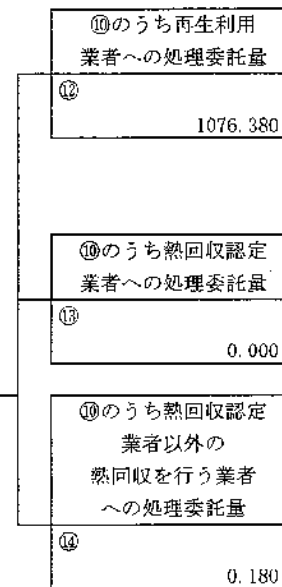 ⑩のうち再生利用
業者への処理委託量
⑫
1076.380
⑩のうち熱回収認定
業者への処理委託量
⑬
0.000
⑩のうち熱回収認定
業者以外の
熱回収を行う業者
への処理委託量
⑭
0.180